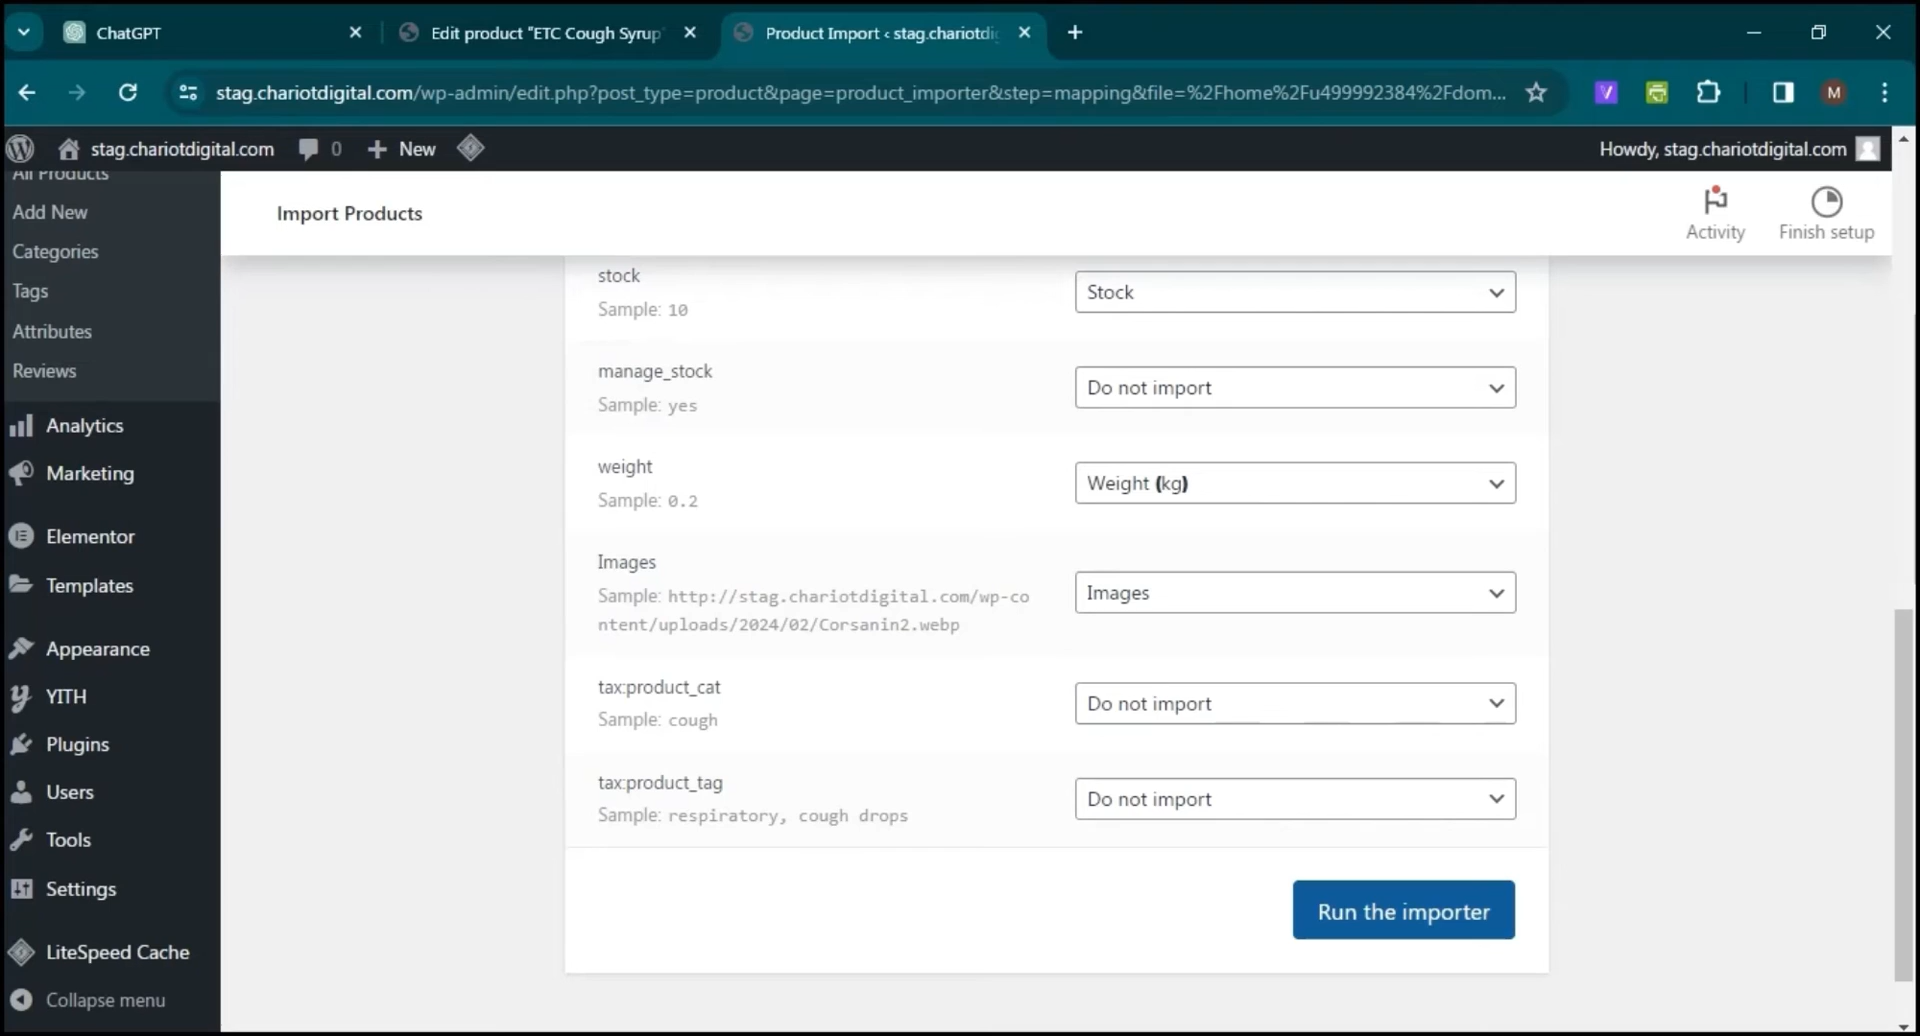 ChatGPT
Edit product "ETC Cough Syrup"
Product Import ‹ stag.chariotdi
stag.chariotdigital.com/wp-admin/edit.php?post_type=product&page=product_importer&step=mapping&file=%2Fhome%2Fu499992384%2Fdom...
V
M
stag.chariotdigital.com
0
New
Howdy, stag.chariotdigital.com
All Products
Add New
Categories
Tags
Attributes
Reviews
Analytics
Marketing
Elementor
Templates
Appearance
YITH
Plugins
Users
Tools
Settings
LiteSpeed Cache
Collapse menu
Import Products
Activity
Finish setup
stock
Sample: 10
Stock
manage_stock
Sample: yes
Do not import
weight
Sample: 0.2
Weight (kg)
Images
Sample: http://stag.chariotdigital.com/wp-co
ntent/uploads/2024/02/Corsanin2.webp
Images
tax:product_cat
Sample: cough
Do not import
tax:product_tag
Sample: respiratory, cough drops
Do not import
Run the importer